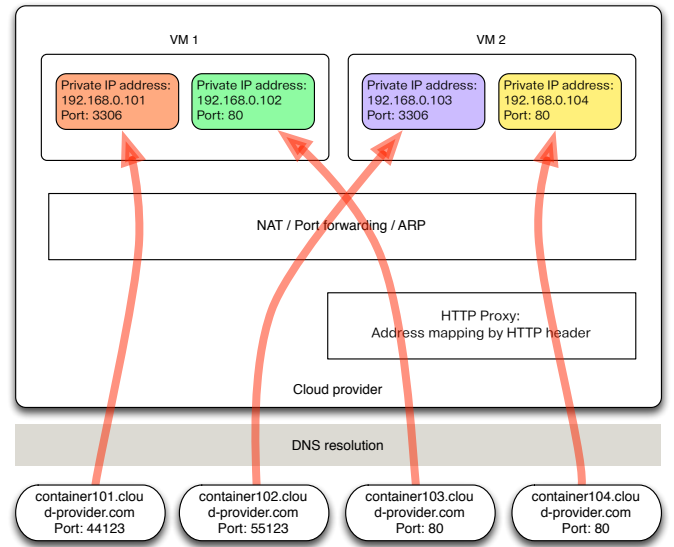 VM 1
VM 2
Private IP address:
192.168.0.101
Port: 3306
Private IP address:
192.168.0.102
Port: 80
Private IP address:
192.168.0.103
Port: 3306
Private IP address:
192.168.0.104
Port: 80
NAT / Port forwarding / ARP
HTTP Proxy:
Address mapping by HTTP header
Cloud provider
DNS resolution
container101.clou
d-provider.com
Port: 44123
container102.clou
d-provider.com
Port: 55123
container103.clou
d-provider.com
Port: 80
container104.clou
d-provider.com
Port: 80